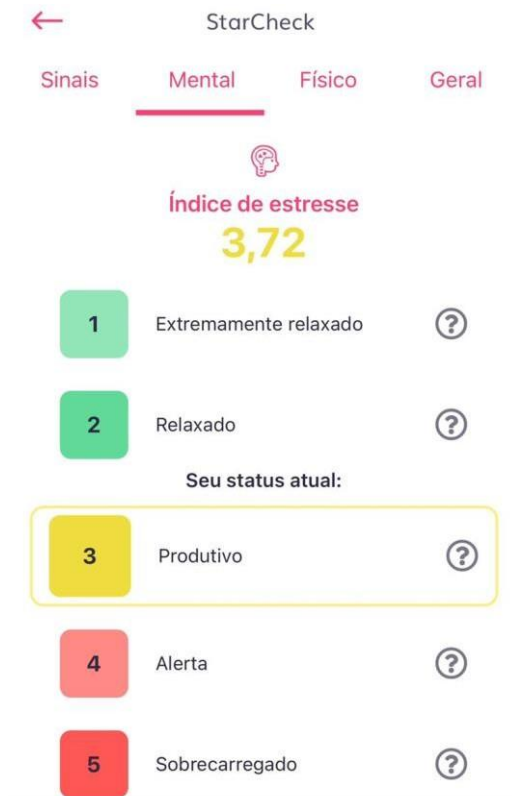 StarCheck
Sinais Mental Físico Geral
Índice de estresse
3,72
1 Extremamente relaxado ?
2 Relaxado ?
Seu status atual:
3 Produtivo ?
4 Alerta ?
5 Sobrecarregado ?